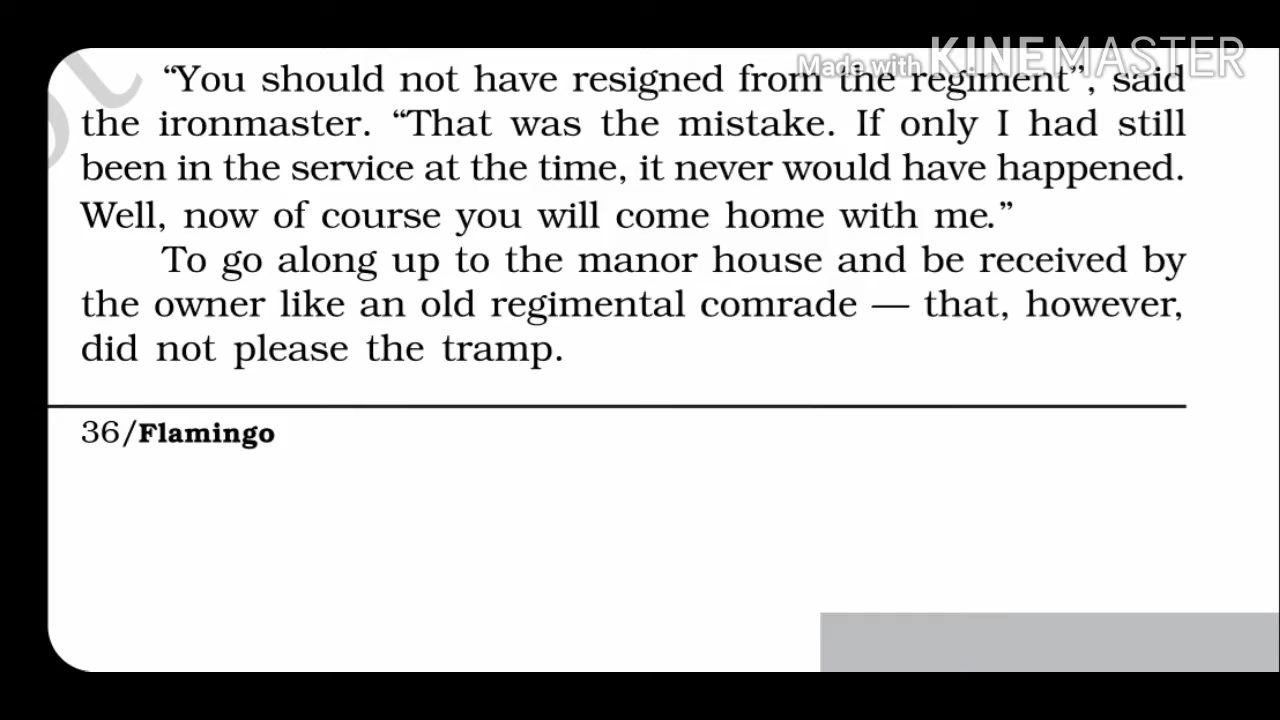 Made with KINEMASTER
“You should not have resigned from the regiment”, said
the ironmaster. “That was the mistake. If only I had still
been in the service at the time, it never would have happened.
Well, now of course you will come home with me.”
To go along up to the manor house and be received by
the owner like an old regimental comrade — that, however,
did not please the tramp.
36/Flamingo